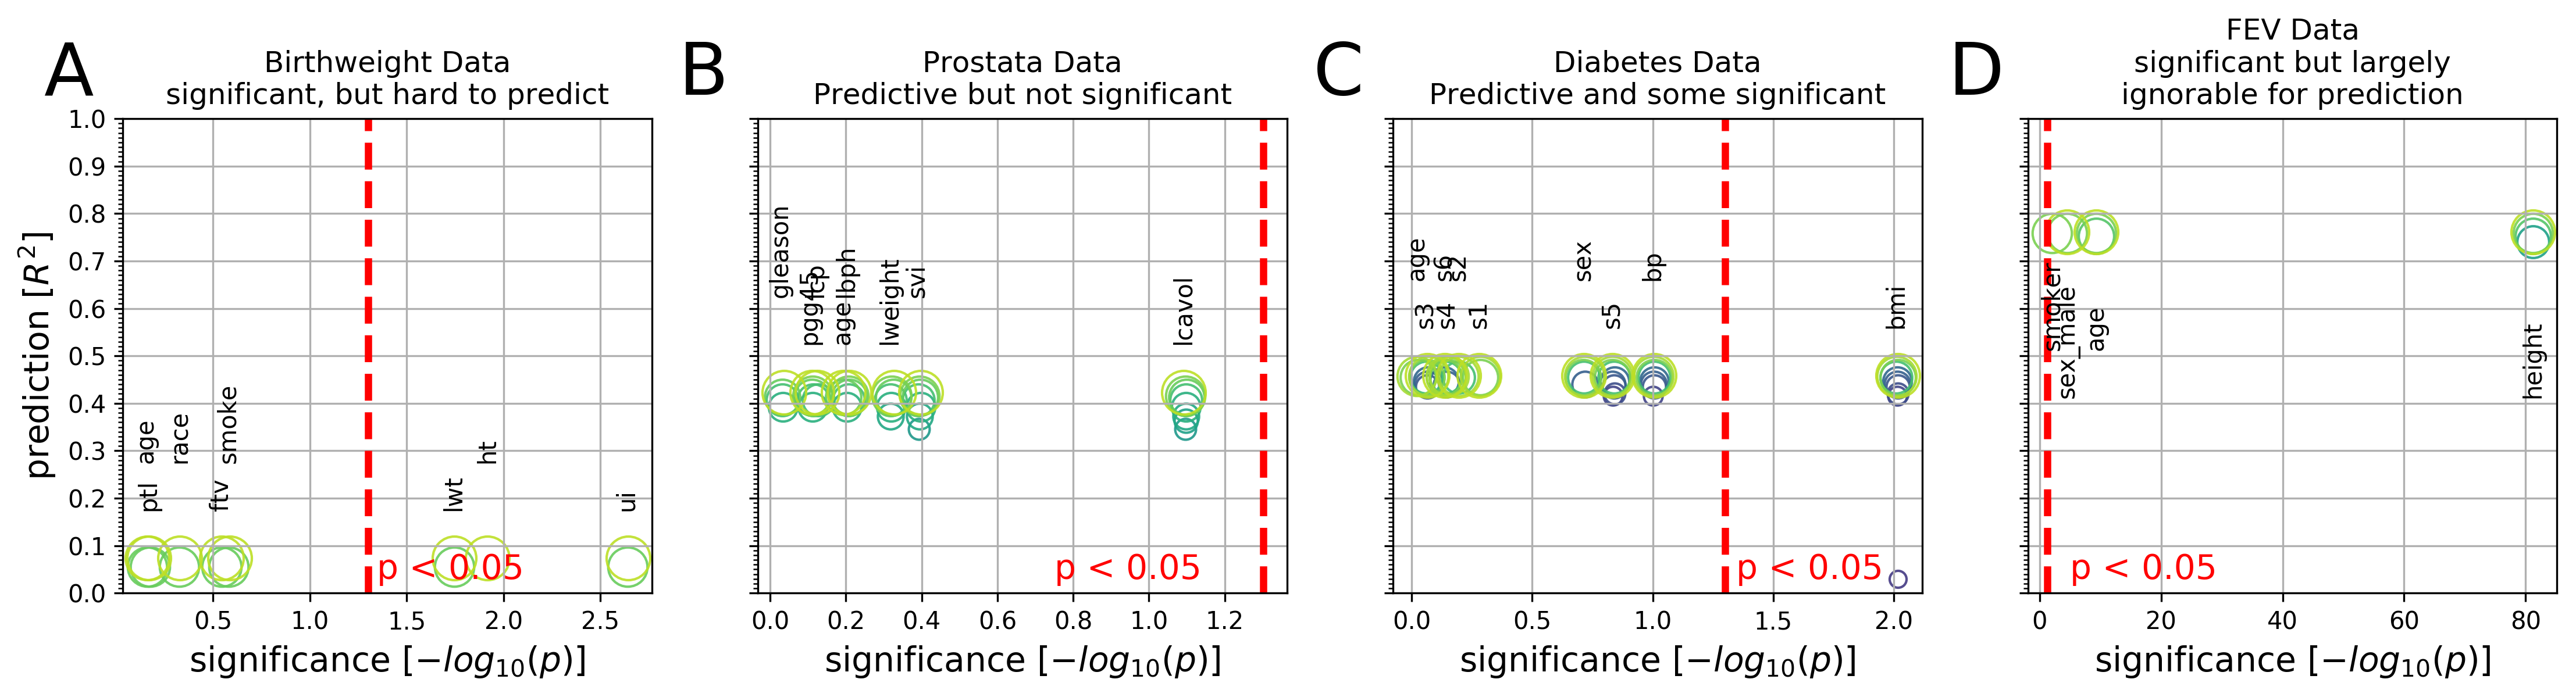 A
Birthweight Data
significant, but hard to predict
prediction [R²]
1.0
0.9
0.8
0.7
0.6
0.5
0.4
0.3
0.2
0.1
0.0
age
ptl
race
smoke
ftv
lwt
ht
ui
p < 0.05
0.5 1.0 1.5 2.0 2.5
significance [−log₁₀(p)]
B
Prostata Data
Predictive but not significant
gleason
pgg45
lcp
age
lbph
lweight
svi
lcavol
p < 0.05
0.0 0.2 0.4 0.6 0.8 1.0 1.2
significance [−log₁₀(p)]
C
Diabetes Data
Predictive and some significant
age
s6
s2
s3
s4
s1
sex
s5
bp
bmi
p < 0.05
0.0 0.5 1.0 1.5 2.0
significance [−log₁₀(p)]
D
FEV Data
significant but largely
ignorable for prediction
smoker
sex_male
age
height
p < 0.05
0 20 40 60 80
significance [−log₁₀(p)]